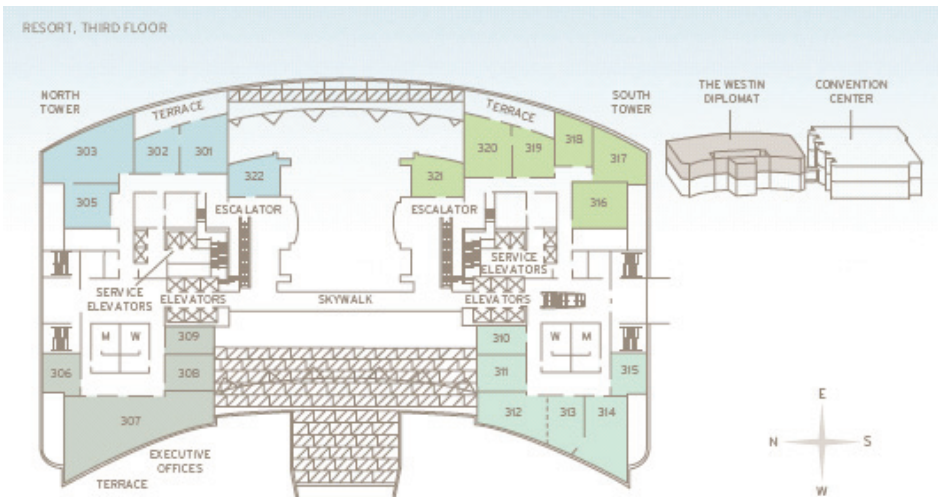 RESORT, THIRD FLOOR
NORTH
TOWER
TERRACE
TERRACE
SOUTH
TOWER
THE WESTIN
DIPLOMAT
CONVENTION
CENTER
303
302
301
320
319
318
317
322
321
305
316
ESCALATOR
ESCALATOR
SERVICE
ELEVATORS
SERVICE
ELEVATORS
ELEVATORS
SKYWALK
ELEVATORS
M
W
309
310
W
M
306
308
311
315
307
312
313
314
EXECUTIVE
OFFICES
TERRACE
E
N
S
W